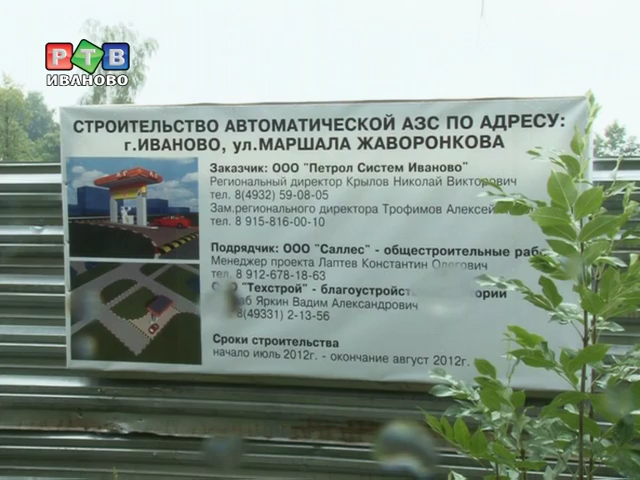 РТВ
ИВАНОВО
СТРОИТЕЛЬСТВО АВТОМАТИЧЕСКОЙ АЗС ПО АДРЕСУ:
г.ИВАНОВО, ул.МАРШАЛА ЖАВОРОНКОВА
Заказчик: ООО "Петрол Систем Иваново"
Региональный директор Крылов Николай Викторович
тел. 8(4932) 59-08-05
Зам.регионального директора Трофимов Алексей
тел. 8 915-816-00-10
Подрядчик: ООО "Саллес" - общестроительные
Менеджер проекта Лаптев Константин Олегович
тел. 8 912-678-18-63
"Техстрой" -
Яркин Вадим Александрович
8(49331) 2-13-56
Сроки строительства
начало июль 2012г. - окончание август 2012г.